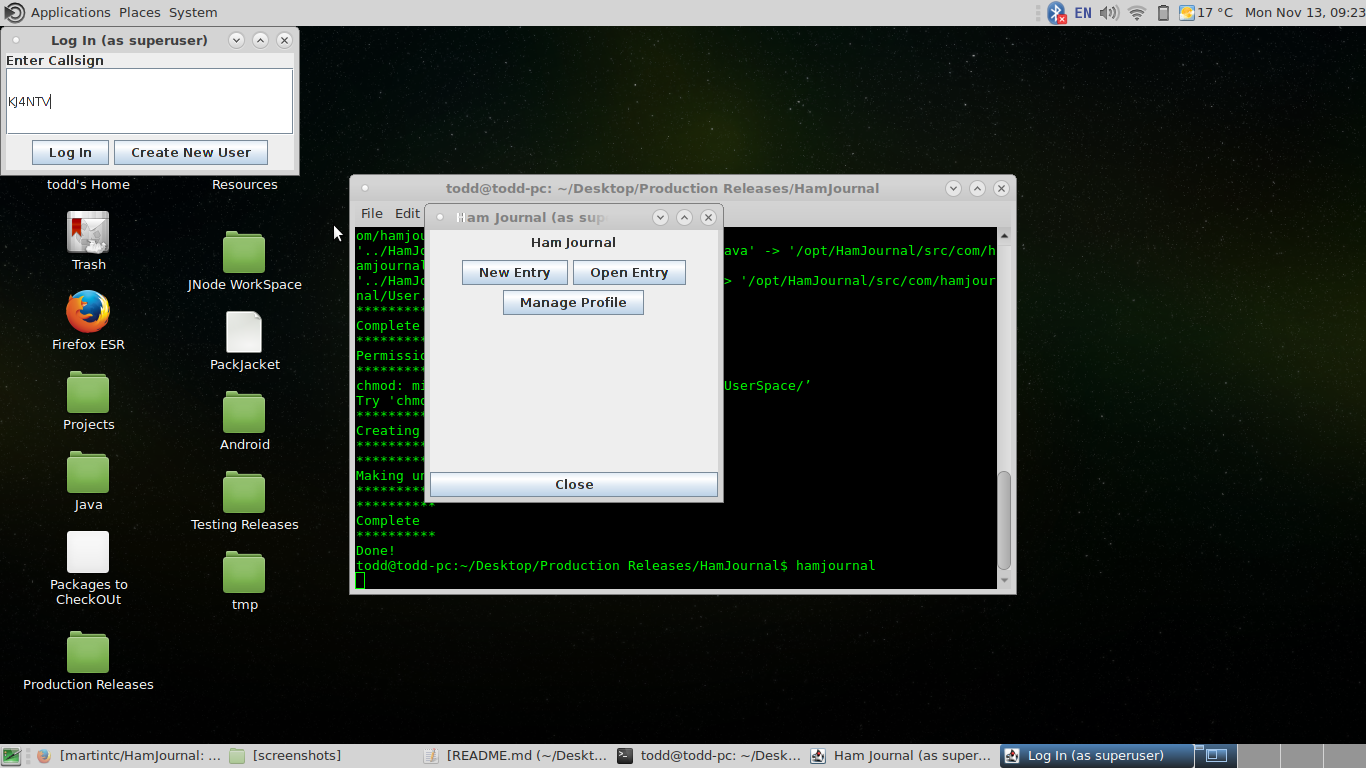 Applications Places System
EN
17 °C Mon Nov 13, 09:23
Log In (as superuser)
Enter Callsign
KJ4NTV
Log In Create New User
todd's Home
Resources
Trash
JNode WorkSpace
Firefox ESR
PackJacket
Projects
Android
Java
Testing Releases
Packages to
CheckOUt
tmp
Production Releases
todd@todd-pc: ~/Desktop/Production Releases/HamJournal
File Edit
om/hamjou
'../HamJo ava' -> '/opt/HamJournal/src/com/h
amjournal
'../HamJo > '/opt/HamJournal/src/com/hamjour
nal/User.
*********
Complete
*********
Permissio
*********
chmod: mi UserSpace/’
Try 'chmo
*********
Creating
*********
*********
Making un
*********
**********
Complete
**********
Done!
todd@todd-pc:~/Desktop/Production Releases/HamJournal$ hamjournal
Ham Journal (as sup
Ham Journal
New Entry Open Entry
Manage Profile
Close
[martintc/HamJournal: ... [screenshots] [README.md (~/Deskt... todd@todd-pc: ~/Desk... Ham Journal (as super... Log In (as superuser)